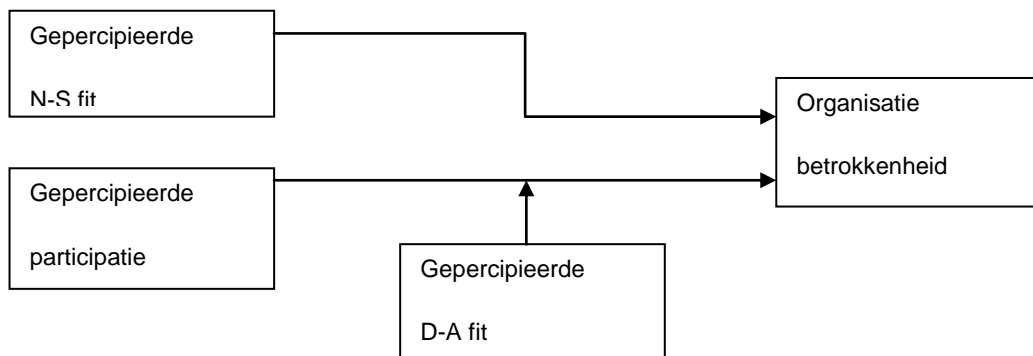 Gepercipieerde
N-S fit
Organisatie
betrokkenheid
Gepercipieerde
participatie
Gepercipieerde
D-A fit